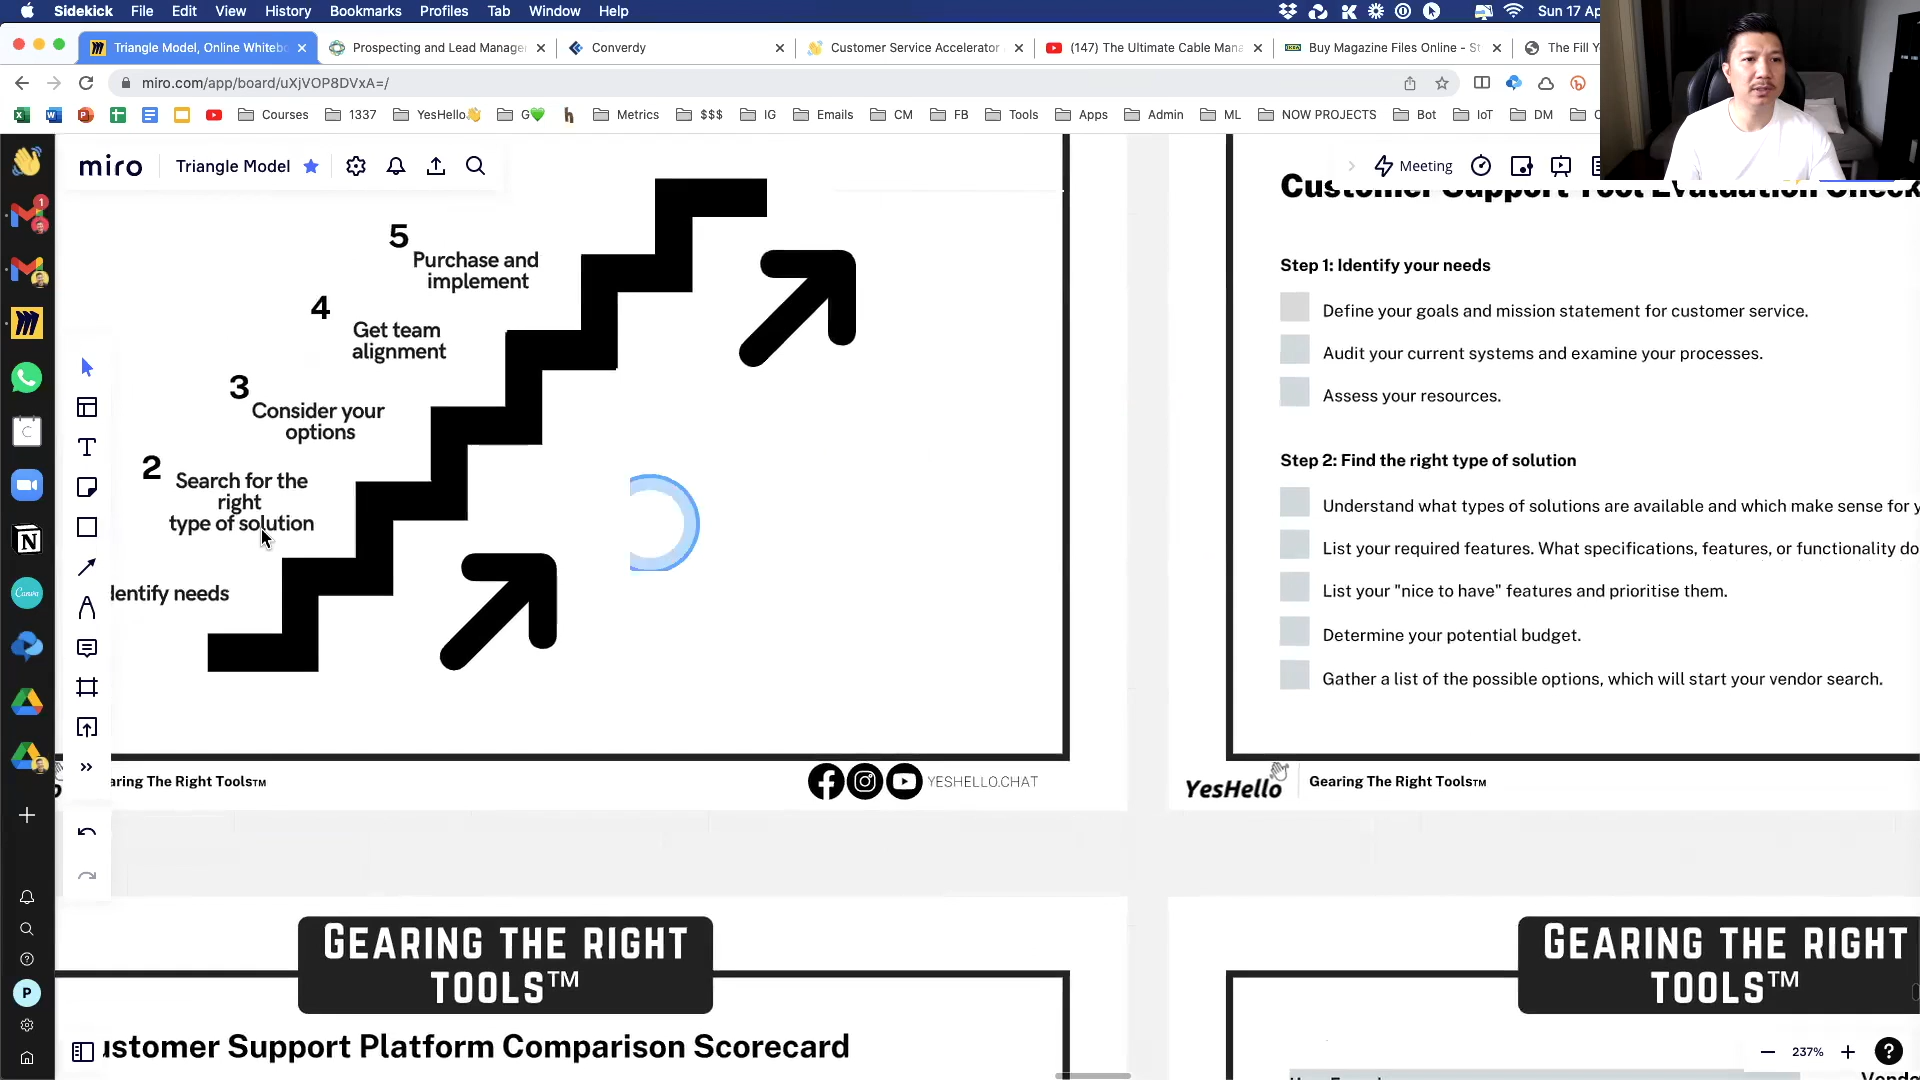 Sidekick File Edit View History Bookmarks Profiles Tab Window Help
Sun 17 Ap
Triangle Model, Online Whitebo
Prospecting and Lead Manage
Converdy
Customer Service Accelerator
(147) The Ultimate Cable Man
Buy Magazine Files Online - St
The Fill Y
miro.com/app/board/uXjVOP8DVxA=/
Courses 1337 YesHello👋 G💚 Metrics $$$ IG Emails CM FB Tools Apps Admin ML NOW PROJECTS Bot IoT DM
miro Triangle Model
Meeting
5
Purchase and
implement
4
Get team
alignment
3
Consider your
options
2
Search for the
right
type of solution
dentify needs
aring The Right Tools™
YESHELLO.CHAT
Customer Support Tool Evaluation Check
Step 1: Identify your needs
Define your goals and mission statement for customer service.
Audit your current systems and examine your processes.
Assess your resources.
Step 2: Find the right type of solution
Understand what types of solutions are available and which make sense for y
List your required features. What specifications, features, or functionality do
List your "nice to have" features and prioritise them.
Determine your potential budget.
Gather a list of the possible options, which will start your vendor search.
YesHello Gearing The Right Tools™
GEARING THE RIGHT
TOOLS™
ustomer Support Platform Comparison Scorecard
GEARING THE RIGHT
TOOLS™
237%
Canva
P
1
C